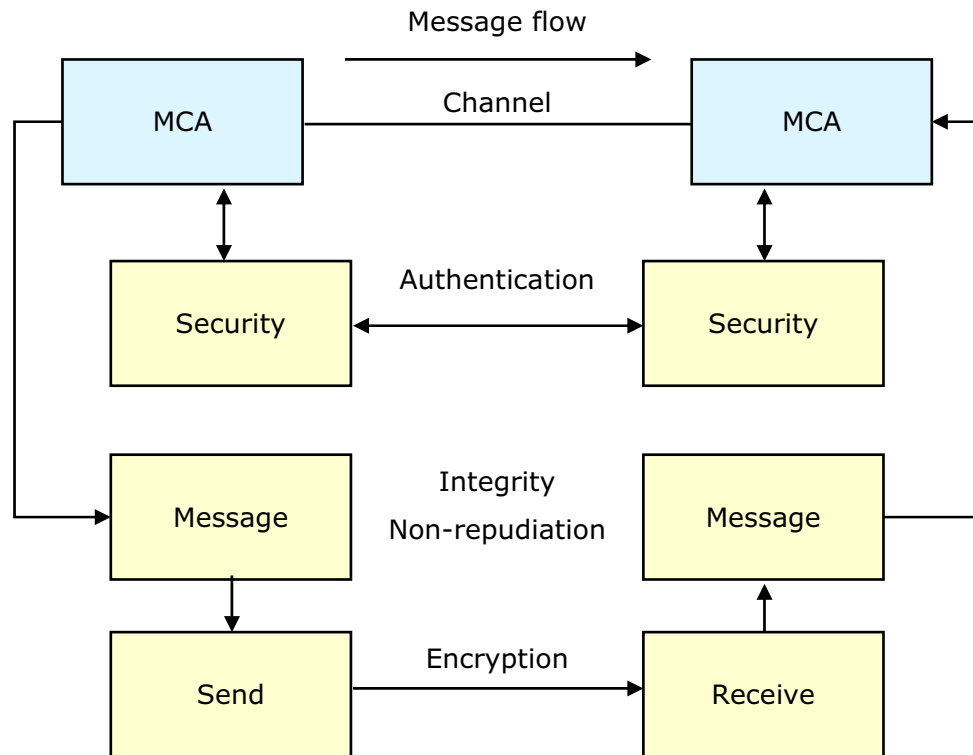 Message flow
MCA
Channel
MCA
Authentication
Security
Security
Integrity
Message
Non-repudiation
Message
Encryption
Send
Receive